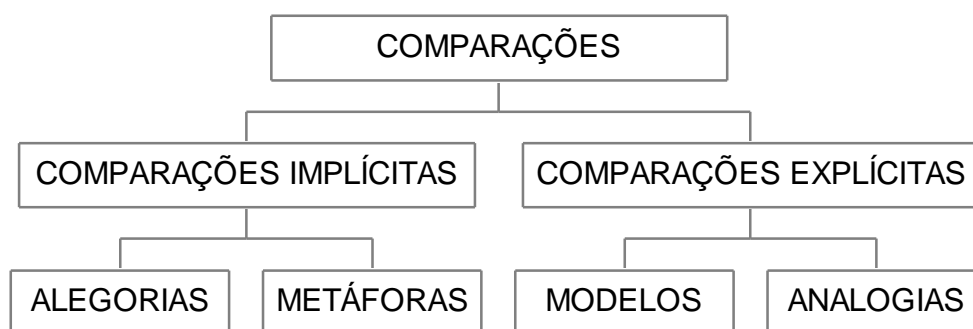 COMPARAÇÕES
COMPARAÇÕES IMPLÍCITAS
COMPARAÇÕES EXPLÍCITAS
ALEGORIAS
METÁFORAS
MODELOS
ANALOGIAS